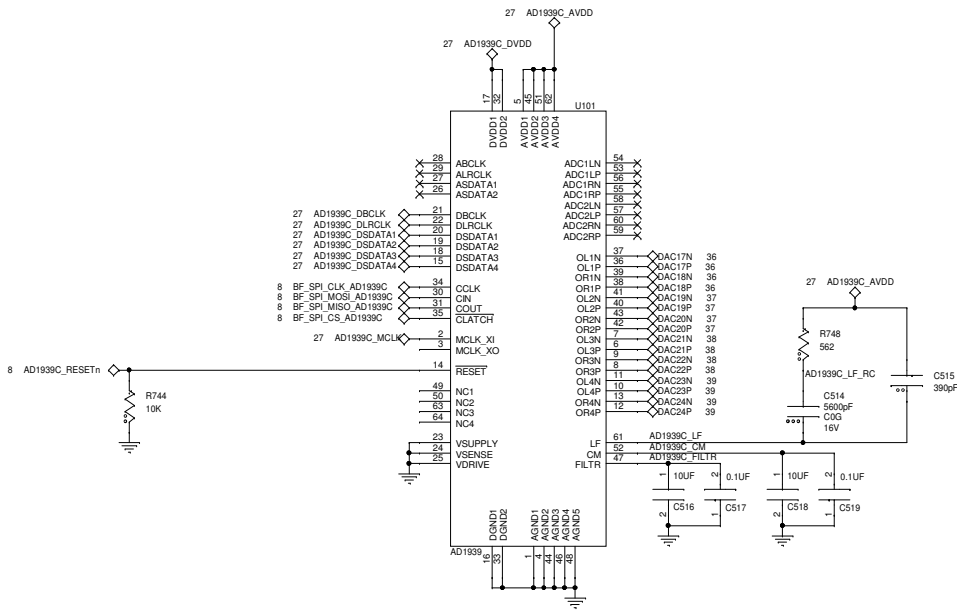 27 AD1939C_AVDD
27 AD1939C_DVDD
17 32 5 45 51 62
U101
DVDD1 DVDD2 AVDD1 AVDD2 AVDD3 AVDD4
28 ABCLK
29 ALRCLK
27 ASDATA1
26 ASDATA2
27 AD1939C_DBCLK 21 DBCLK
27 AD1939C_DLRCLK 22 DLRCLK
27 AD1939C_DSDATA1 20 DSDATA1
27 AD1939C_DSDATA2 19 DSDATA2
27 AD1939C_DSDATA3 18 DSDATA3
27 AD1939C_DSDATA4 15 DSDATA4
8 BF_SPI_CLK_AD1939C 34 CCLK
8 BF_SPI_MOSI_AD1939C 30 CIN
8 BF_SPI_MISO_AD1939C 31 COUT
8 BF_SPI_CS_AD1939C 35 CLATCH
27 AD1939C_MCLK 2 MCLK_XI
3 MCLK_XO
8 AD1939C_RESETn 14 RESET
R744
10K
49 NC1
50 NC2
63 NC3
64 NC4
23 VSUPPLY
24 VSENSE
25 VDRIVE
ADC1LN 54
ADC1LP 53
ADC1RN 56
ADC1RP 55
ADC2LN 58
ADC2LP 57
ADC2RN 60
ADC2RP 59
OL1N 37 DAC17N 36
OL1P 36 DAC17P 36
OR1N 39 DAC18N 36
OR1P 38 DAC18P 36
OL2N 41 DAC19N 37
OL2P 40 DAC19P 37
OR2N 43 DAC20N 37
OR2P 42 DAC20P 37
OL3N 7 DAC21N 38
OL3P 6 DAC21P 38
OR3N 9 DAC22N 38
OR3P 8 DAC22P 38
OL4N 11 DAC23N 39
OL4P 10 DAC23P 39
OR4N 13 DAC24N 39
OR4P 12 DAC24P 39
LF 61 AD1939C_LF
CM 52 AD1939C_CM
FILTR 47 AD1939C_FILTR
27 AD1939C_AVDD
R748
562
AD1939C_LF_RC
C514
5600pF
C0G
16V
C515
390pF
1 10UF 2 0.1UF 1 10UF 2 0.1UF
2 C516 1 C517 2 C518 1 C519
DGND1 DGND2 AGND1 AGND2 AGND3 AGND4 AGND5
AD1939
16 33 1 4 44 46 48